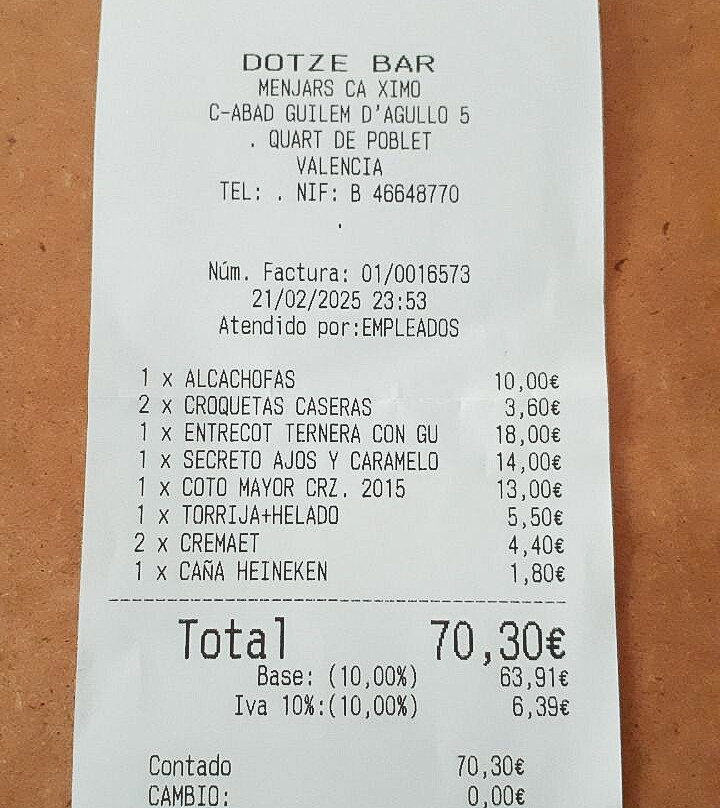 DOTZE BAR
MENJARS CA XIMO
C-ABAD GUILEM D'AGULLO 5
. QUART DE POBLET
VALENCIA
TEL: . NIF: B 46648770
.
Núm. Factura: 01/0016573
21/02/2025 23:53
Atendido por:EMPLEADOS
1 x ALCACHOFAS 10,00€
2 x CROQUETAS CASERAS 3,60€
1 x ENTRECOT TERNERA CON GU 18,00€
1 x SECRETO AJOS Y CARAMELO 14,00€
1 x COTO MAYOR CRZ. 2015 13,00€
1 x TORRIJA+HELADO 5,50€
2 x CREMAET 4,40€
1 x CAÑA HEINEKEN 1,80€
Total 70,30€
Base: (10,00%) 63,91€
Iva 10%:(10,00%) 6,39€
Contado 70,30€
CAMBIO: 0,00€